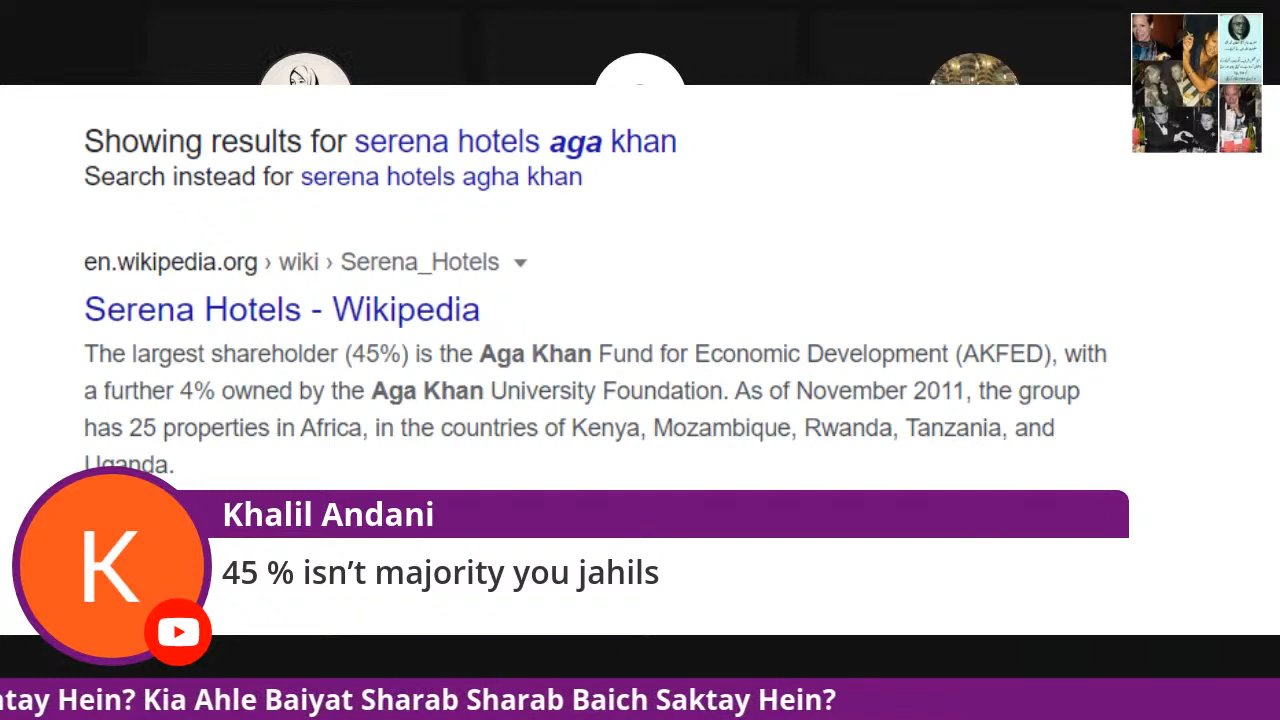 Showing results for serena hotels aga khan
Search instead for serena hotels agha khan
en.wikipedia.org › wiki › Serena_Hotels
Serena Hotels - Wikipedia
The largest shareholder (45%) is the Aga Khan Fund for Economic Development (AKFED), with
a further 4% owned by the Aga Khan University Foundation. As of November 2011, the group
has 25 properties in Africa, in the countries of Kenya, Mozambique, Rwanda, Tanzania, and
Uganda.
K
Khalil Andani
45 % isn’t majority you jahils
Hein? Kia Ahle Baiyat Sharab Sharab Baich Saktay Hein?